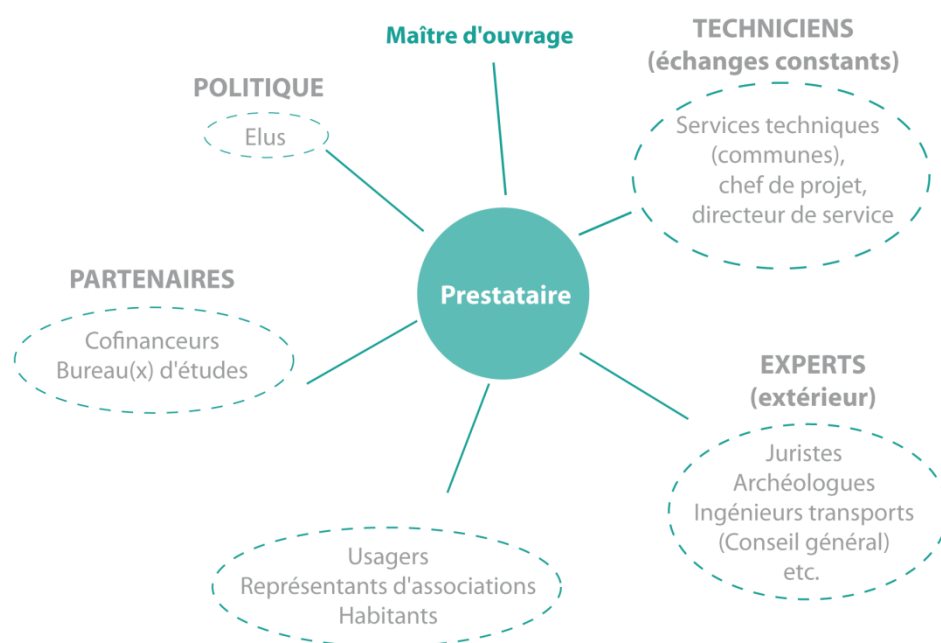 Maître d'ouvrage
TECHNICIENS
(échanges constants)
Services techniques
(communes),
chef de projet,
directeur de service
POLITIQUE
Elus
Prestataire
PARTENAIRES
Cofinanceurs
Bureau(x) d'études
EXPERTS
(extérieur)
Juristes
Archéologues
Ingénieurs transports
(Conseil général)
etc.
Usagers
Représentants d'associations
Habitants